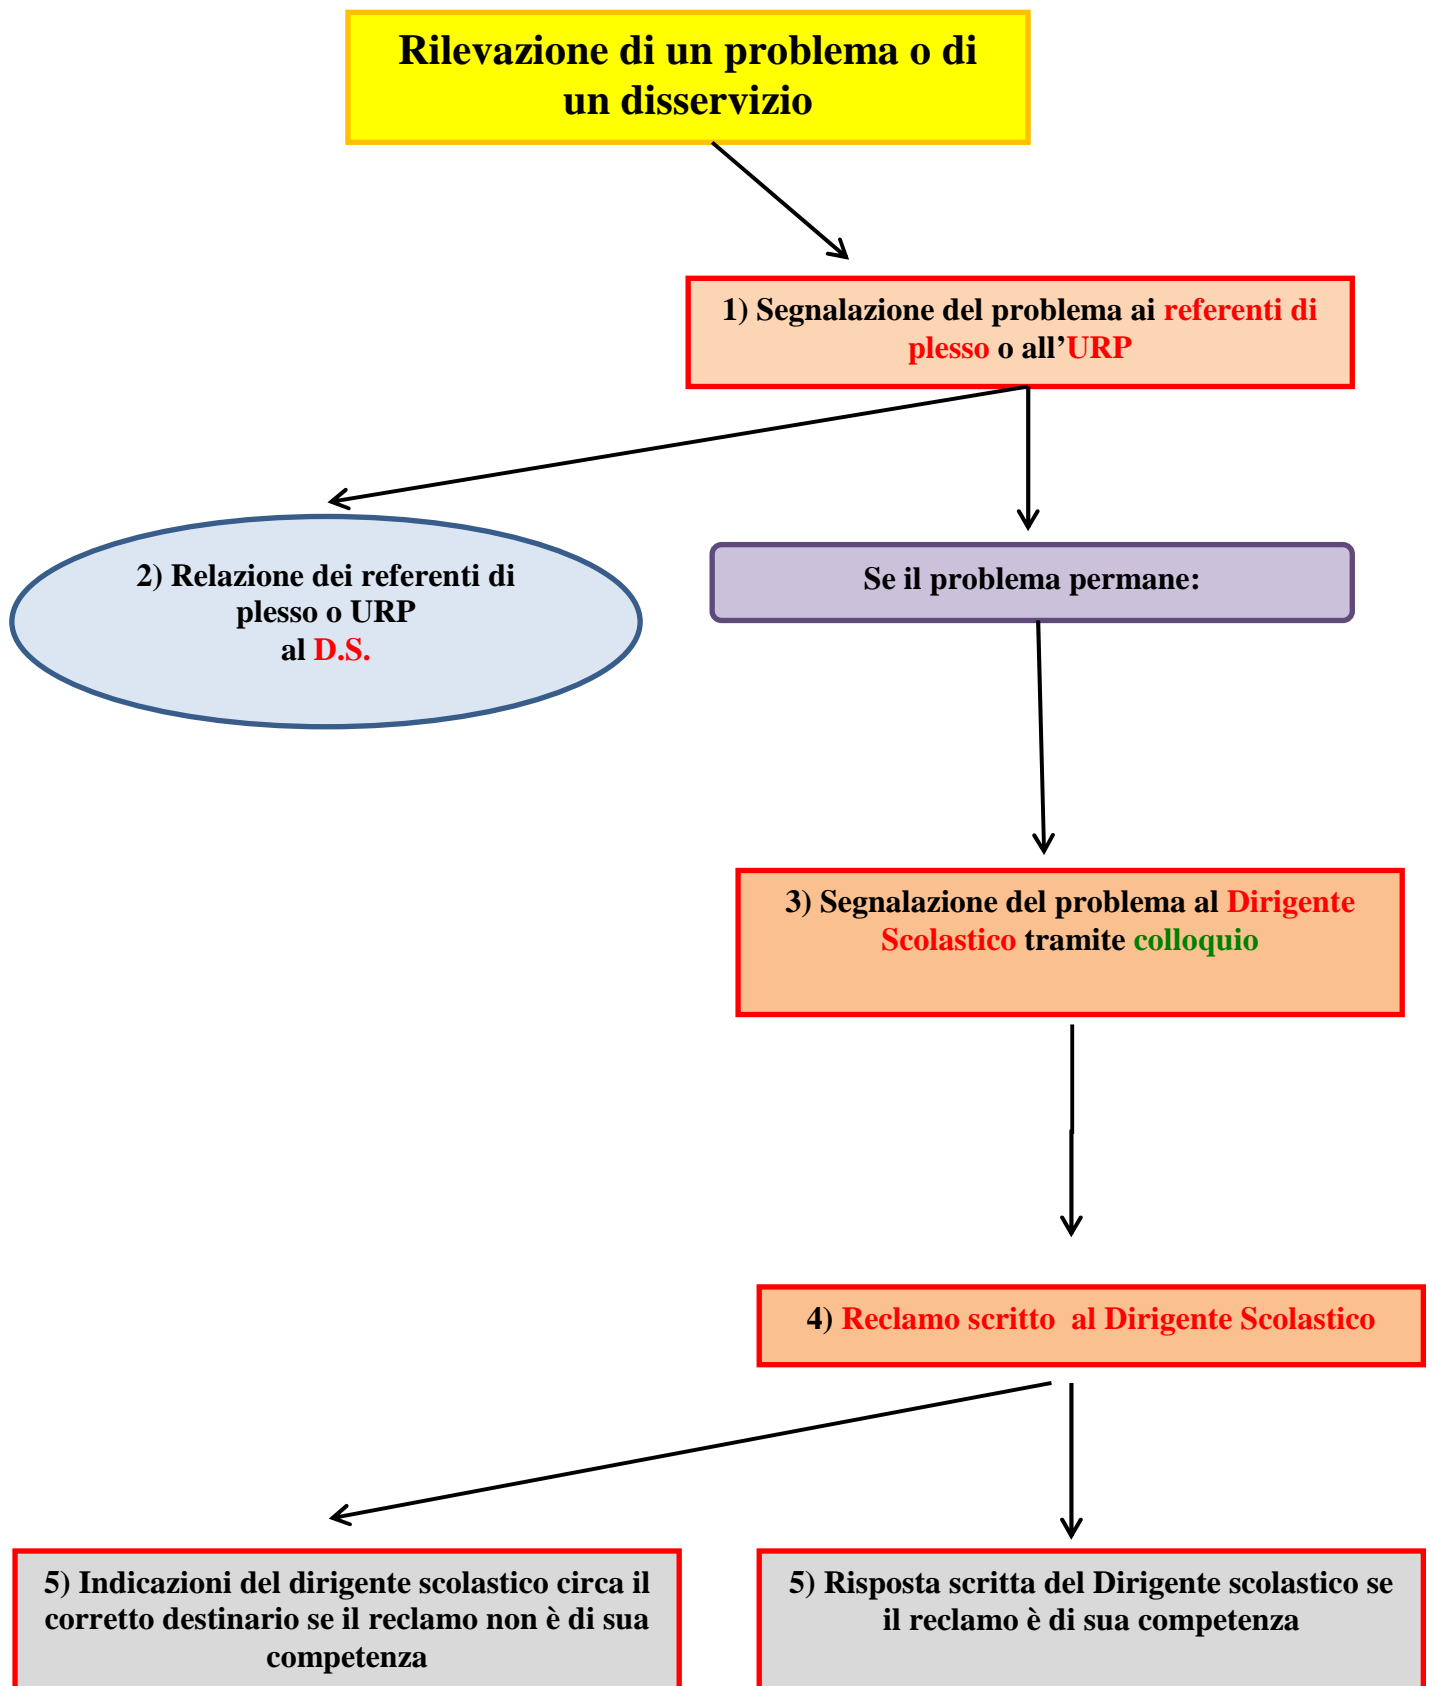 Rilevazione di un problema o di
un disservizio
1) Segnalazione del problema ai referenti di
plesso o all’URP
2) Relazione dei referenti di
plesso o URP
al D.S.
Se il problema permane:
3) Segnalazione del problema al Dirigente
Scolastico tramite colloquio
4) Reclamo scritto  al Dirigente Scolastico
5) Indicazioni del dirigente scolastico circa il
corretto destinario se il reclamo non è di sua
competenza
5) Risposta scritta del Dirigente scolastico se
il reclamo è di sua competenza